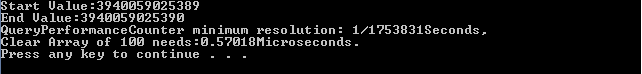 Start Value:3940059025389
End Value:3940059025390
QueryPerformanceCounter minimum resolution: 1/1753831Seconds,
Clear Array of 100 needs:0.57018Microseconds.
Press any key to continue . . .